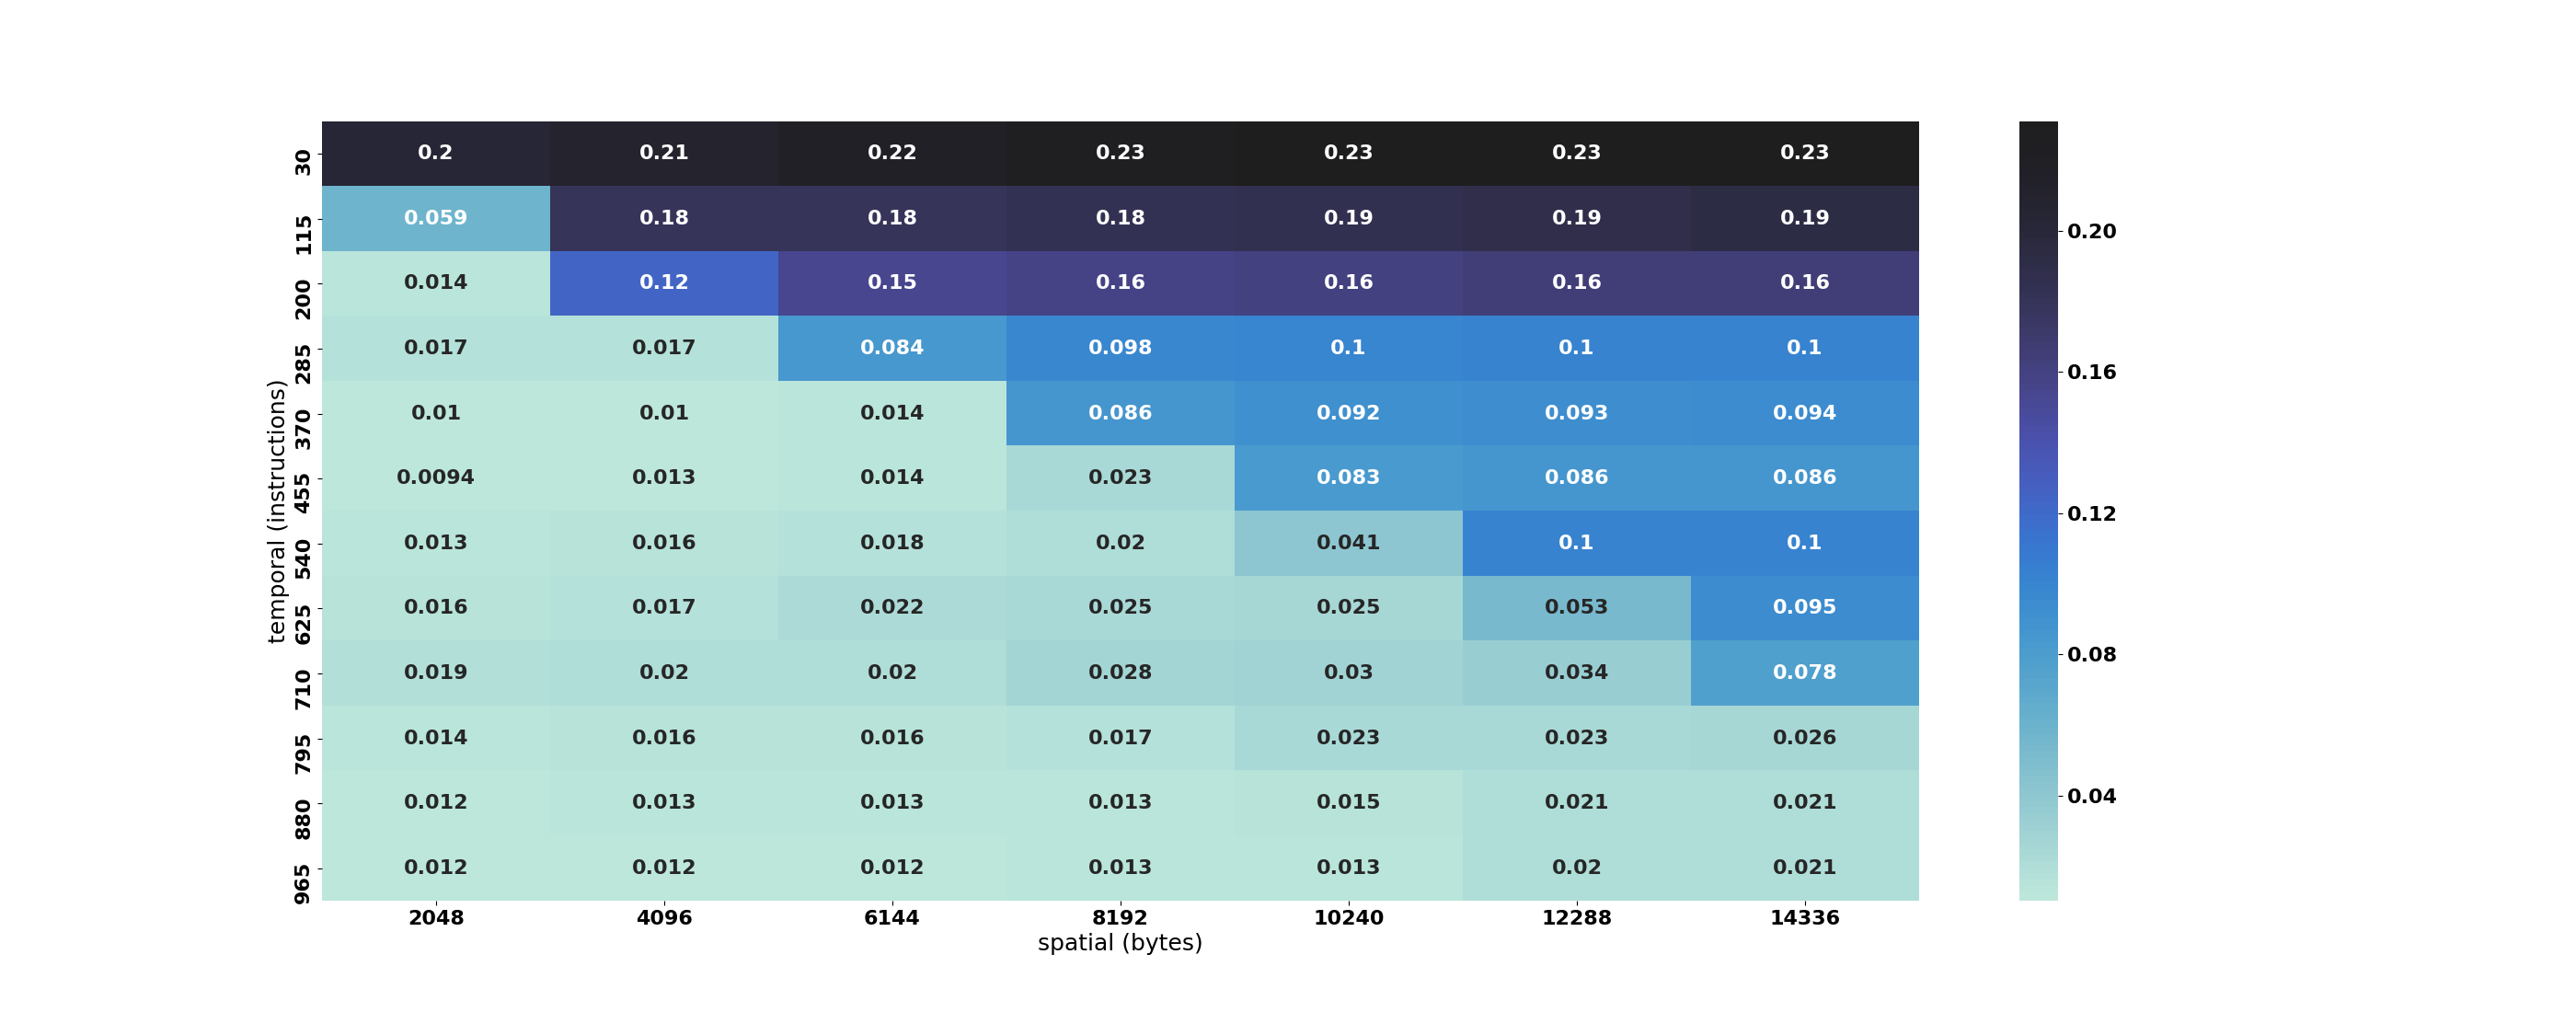 temporal (instructions)
30 0.2 0.21 0.22 0.23 0.23 0.23 0.23
115 0.059 0.18 0.18 0.18 0.19 0.19 0.19
200 0.014 0.12 0.15 0.16 0.16 0.16 0.16
285 0.017 0.017 0.084 0.098 0.1 0.1 0.1
370 0.01 0.01 0.014 0.086 0.092 0.093 0.094
455 0.0094 0.013 0.014 0.023 0.083 0.086 0.086
540 0.013 0.016 0.018 0.02 0.041 0.1 0.1
625 0.016 0.017 0.022 0.025 0.025 0.053 0.095
710 0.019 0.02 0.02 0.028 0.03 0.034 0.078
795 0.014 0.016 0.016 0.017 0.023 0.023 0.026
880 0.012 0.013 0.013 0.013 0.015 0.021 0.021
965 0.012 0.012 0.012 0.013 0.013 0.02 0.021
2048 4096 6144 8192 10240 12288 14336
spatial (bytes)
0.20
0.16
0.12
0.08
0.04